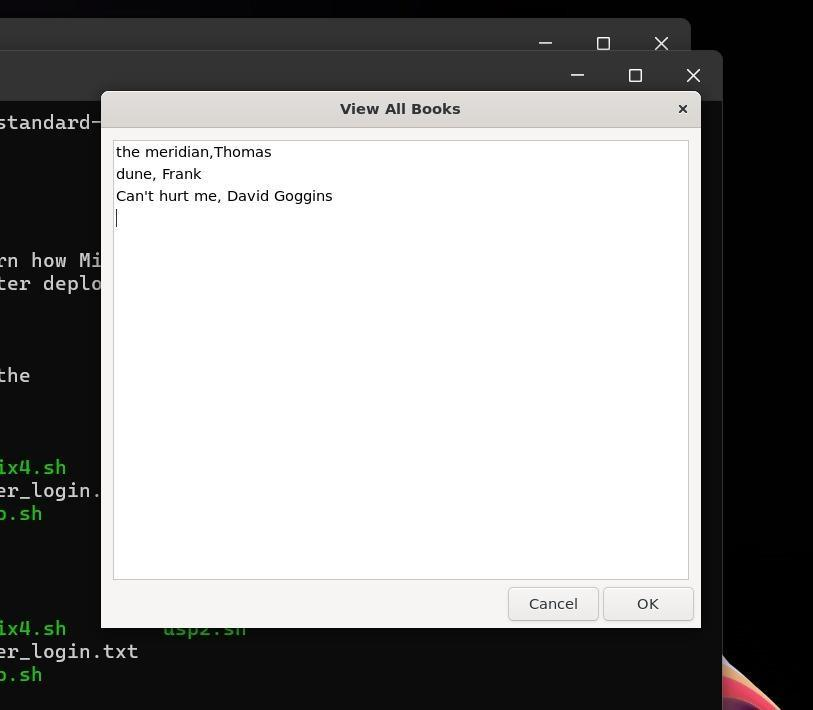 View All Books
the meridian,Thomas
dune, Frank
Can't hurt me, David Goggins
Cancel
OK
standard-
rn how Mi
ter deplo
the
ix4.sh
er_login.
p.sh
ix4.sh usp2.sh
er_login.txt
p.sh